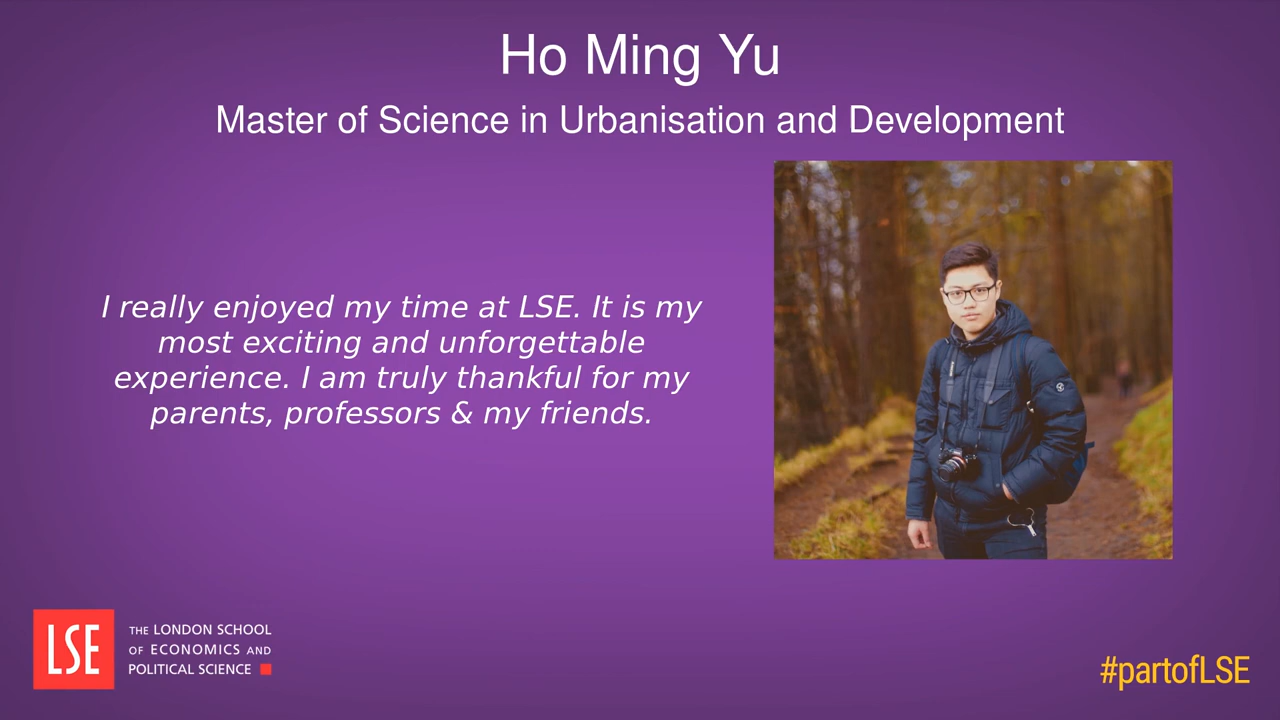 Ho Ming Yu
Master of Science in Urbanisation and Development
I really enjoyed my time at LSE. It is my
most exciting and unforgettable
experience. I am truly thankful for my
parents, professors & my friends.
LSE
THE LONDON SCHOOL
OF ECONOMICS AND
POLITICAL SCIENCE
#partofLSE